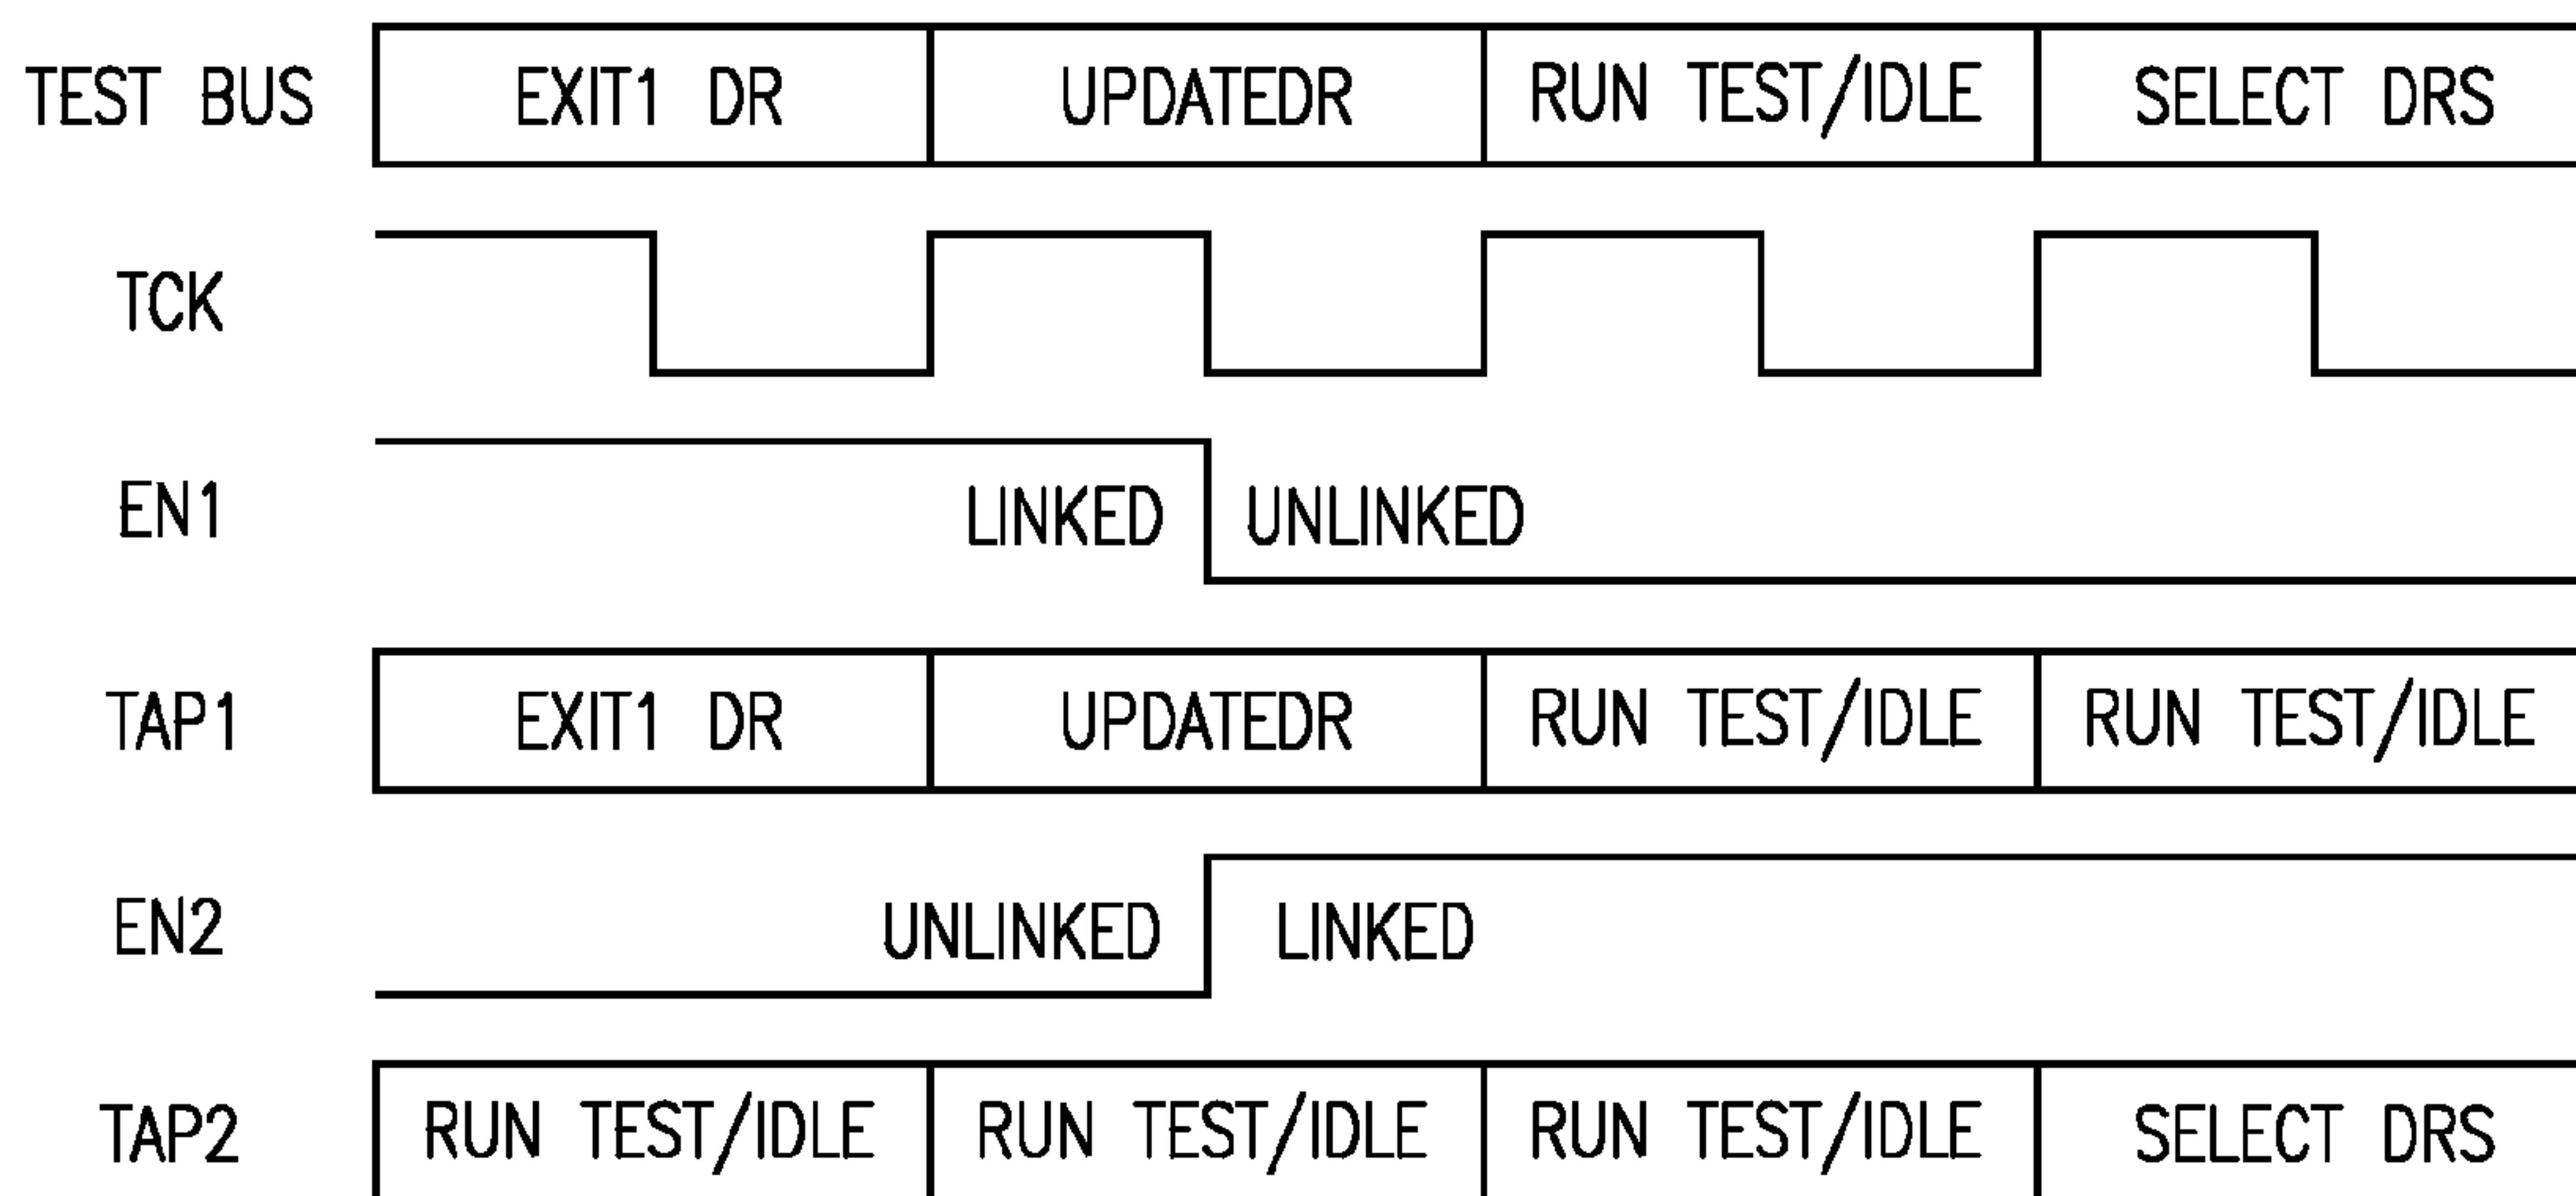 TEST BUS EXIT1 DR UPDATEDR RUN TEST/IDLE SELECT DRS
TCK
EN1 LINKED UNLINKED
TAP1 EXIT1 DR UPDATEDR RUN TEST/IDLE RUN TEST/IDLE
EN2 UNLINKED LINKED
TAP2 RUN TEST/IDLE RUN TEST/IDLE RUN TEST/IDLE SELECT DRS